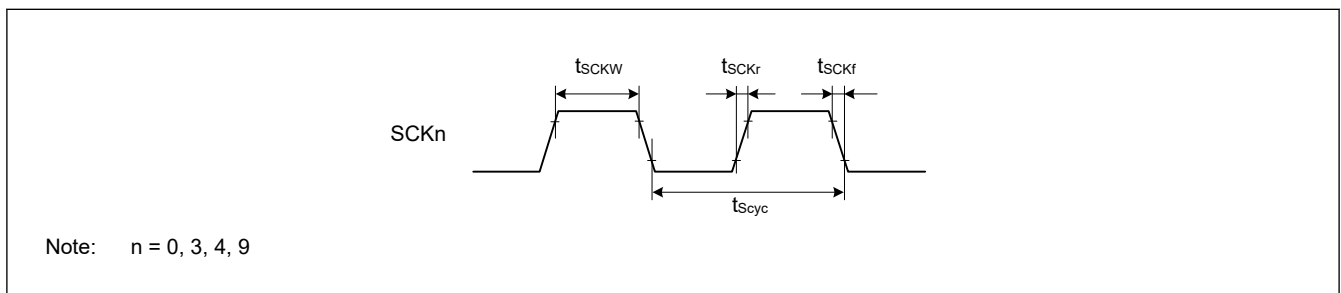 tSCKW
tSCKr
tSCKf
SCKn
tScyc
Note: n = 0, 3, 4, 9